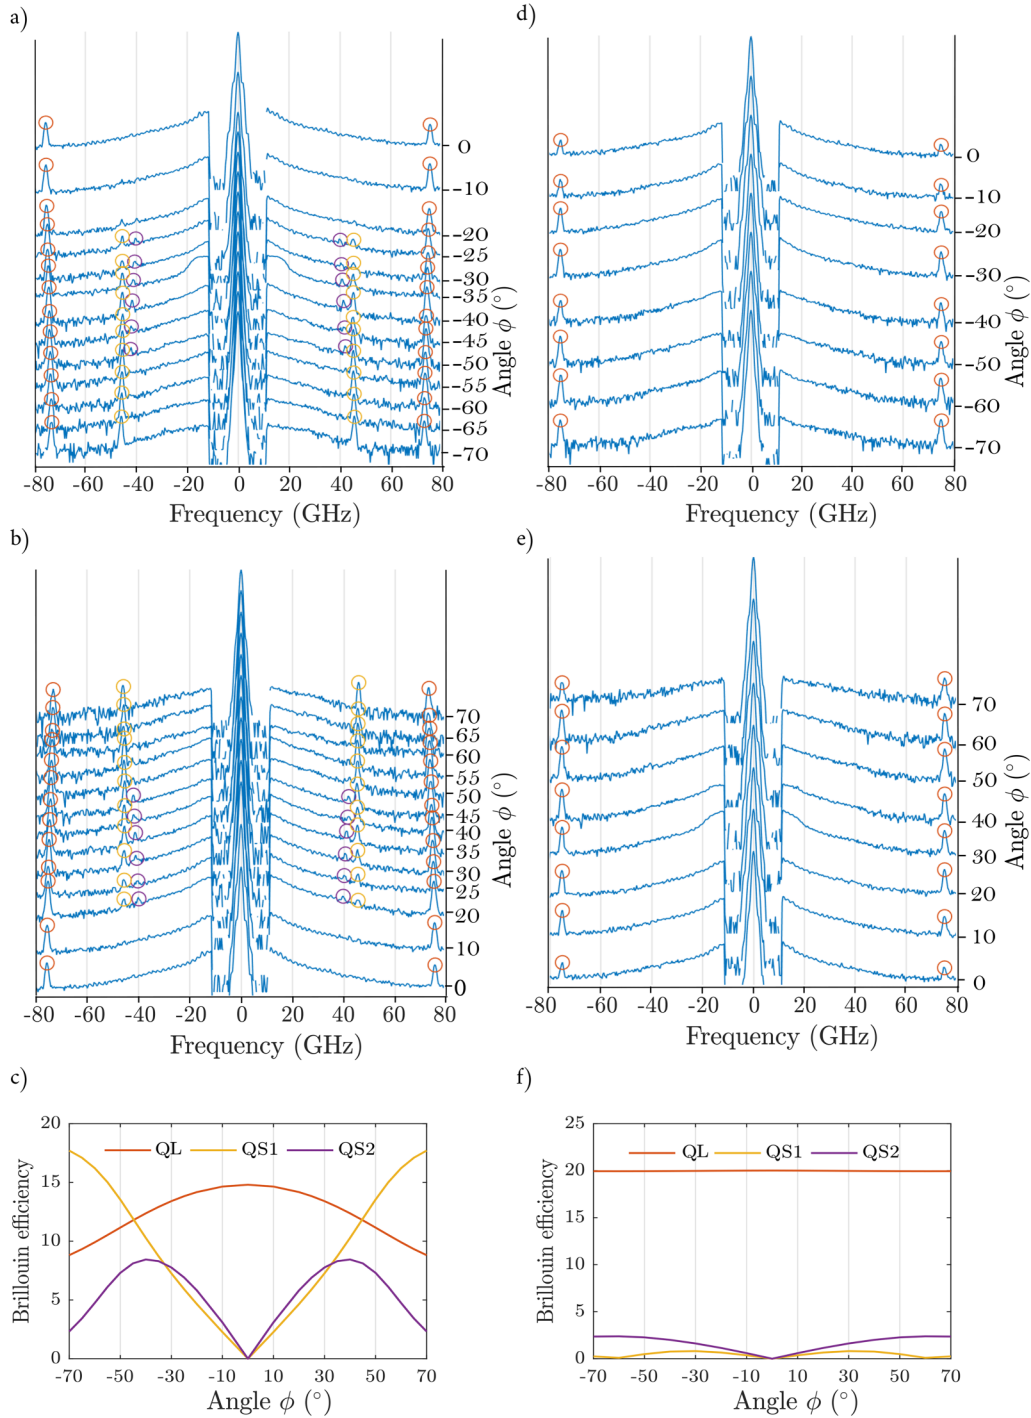 a)
0
-10
-20
-25
-30
-35
-40
-45
-50
-55
-60
-65
-70
Angle ϕ (°)
-80 -60 -40 -20 0 20 40 60 80
Frequency (GHz)
d)
0
-10
-20
-30
-40
-50
-60
-70
Angle ϕ (°)
-80 -60 -40 -20 0 20 40 60 80
Frequency (GHz)
b)
70
65
60
55
50
45
40
35
30
25
20
10
0
Angle ϕ (°)
-80 -60 -40 -20 0 20 40 60 80
Frequency (GHz)
e)
70
60
50
40
30
20
10
0
Angle ϕ (°)
-80 -60 -40 -20 0 20 40 60 80
Frequency (GHz)
c)
20
15
10
5
0
Brillouin efficiency
QL QS1 QS2
-70 -50 -30 -10 10 30 50 70
Angle ϕ (°)
f)
25
20
15
10
5
0
Brillouin efficiency
QL QS1 QS2
-70 -50 -30 -10 10 30 50 70
Angle ϕ (°)